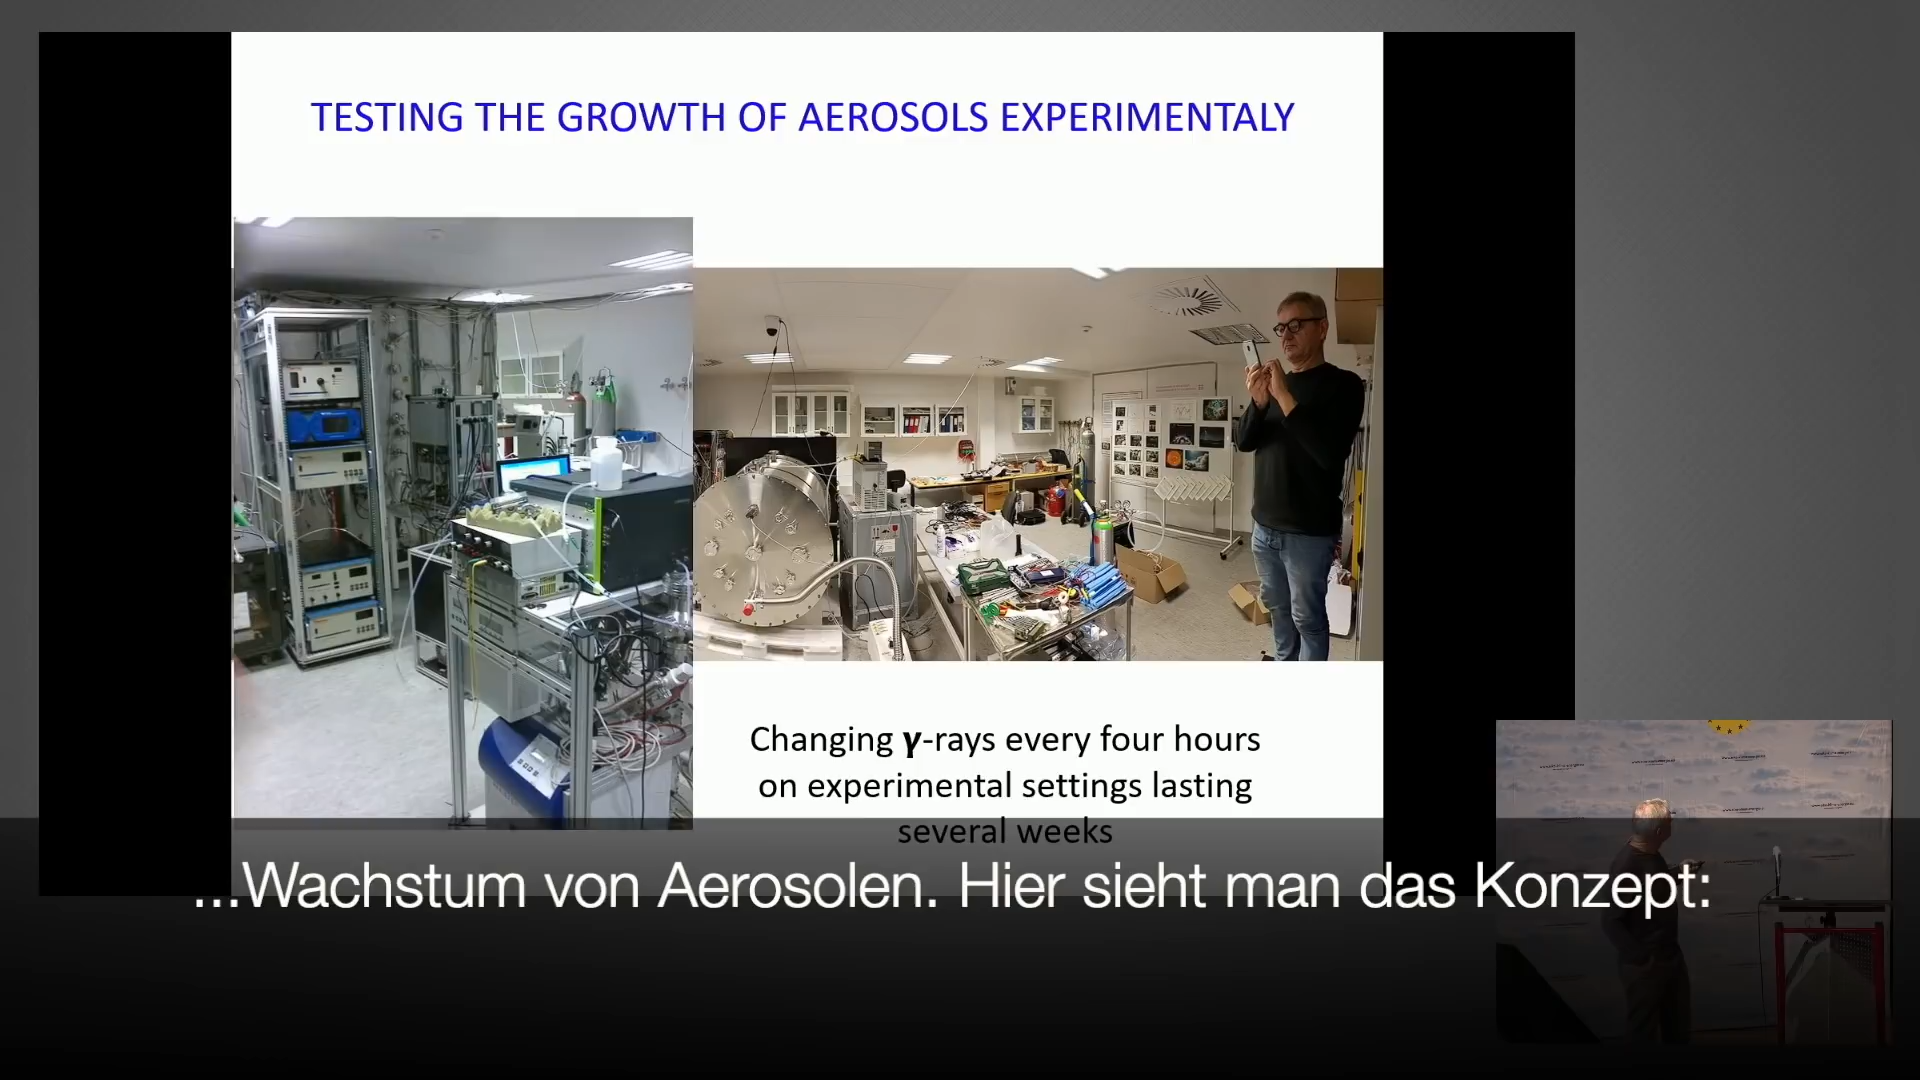 TESTING THE GROWTH OF AEROSOLS EXPERIMENTALY
Changing γ-rays every four hours
on experimental settings lasting
several weeks
...Wachstum von Aerosolen. Hier sieht man das Konzept: